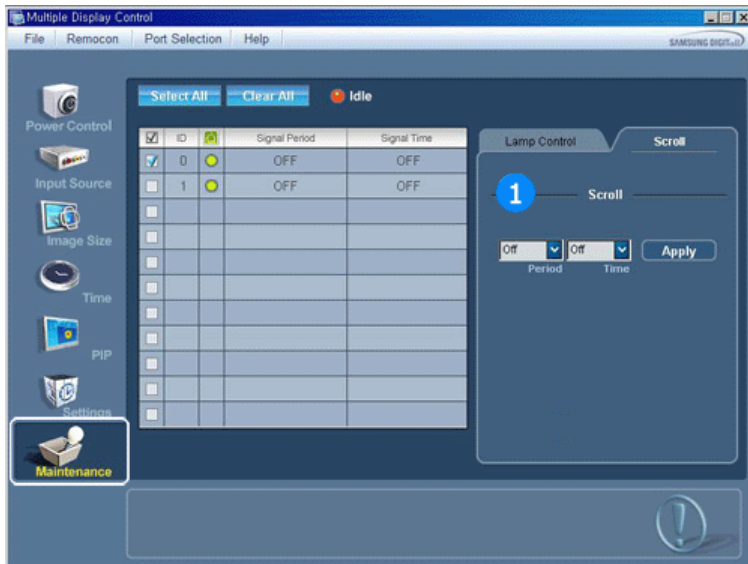 Multiple Display Control
File Remocon Port Selection Help
SAMSUNG DIGITall
Select All Clear All Idle
Power Control
ID Signal Period Signal Time
Lamp Control Scroll
0 OFF OFF
Input Source
1 OFF OFF
1 Scroll
Image Size
Off Off Apply
Period Time
Time
PIP
Settings
Maintenance